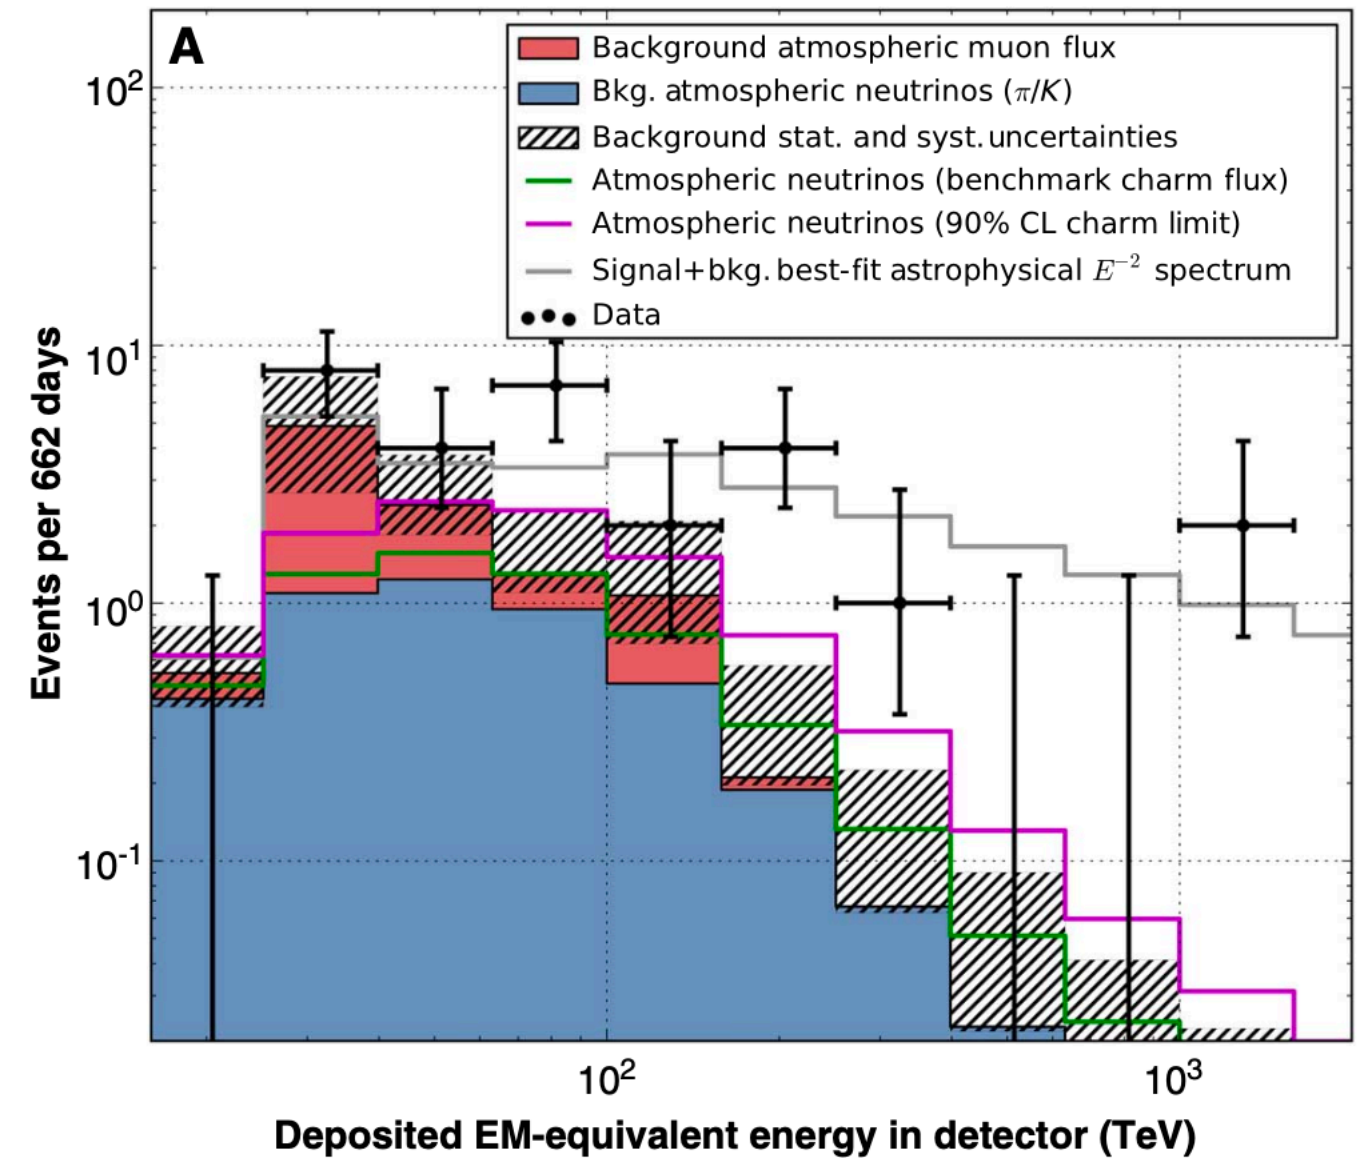 A
Background atmospheric muon flux
Bkg. atmospheric neutrinos (π/K)
Background stat. and syst. uncertainties
Atmospheric neutrinos (benchmark charm flux)
Atmospheric neutrinos (90% CL charm limit)
Signal+bkg. best-fit astrophysical E⁻² spectrum
Data
Events per 662 days
10²
10¹
10⁰
10⁻¹
10² 10³
Deposited EM-equivalent energy in detector (TeV)